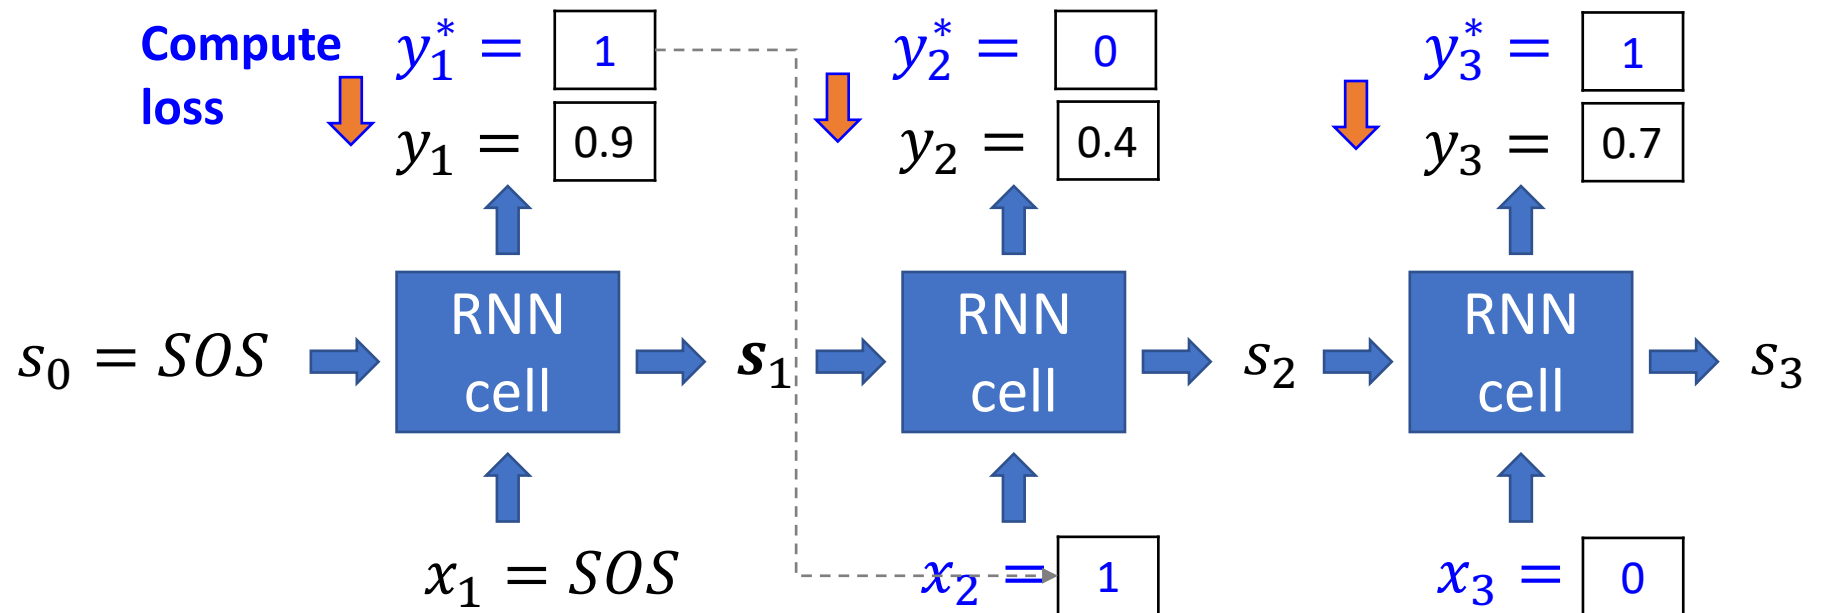 Compute
loss
y₁* = 1
y₁ = 0.9
y₂* = 0
y₂ = 0.4
y₃* = 1
y₃ = 0.7
s₀ = SOS
RNN
cell
s₁
RNN
cell
s₂
RNN
cell
s₃
x₁ = SOS
x₂ = 1
x₃ = 0